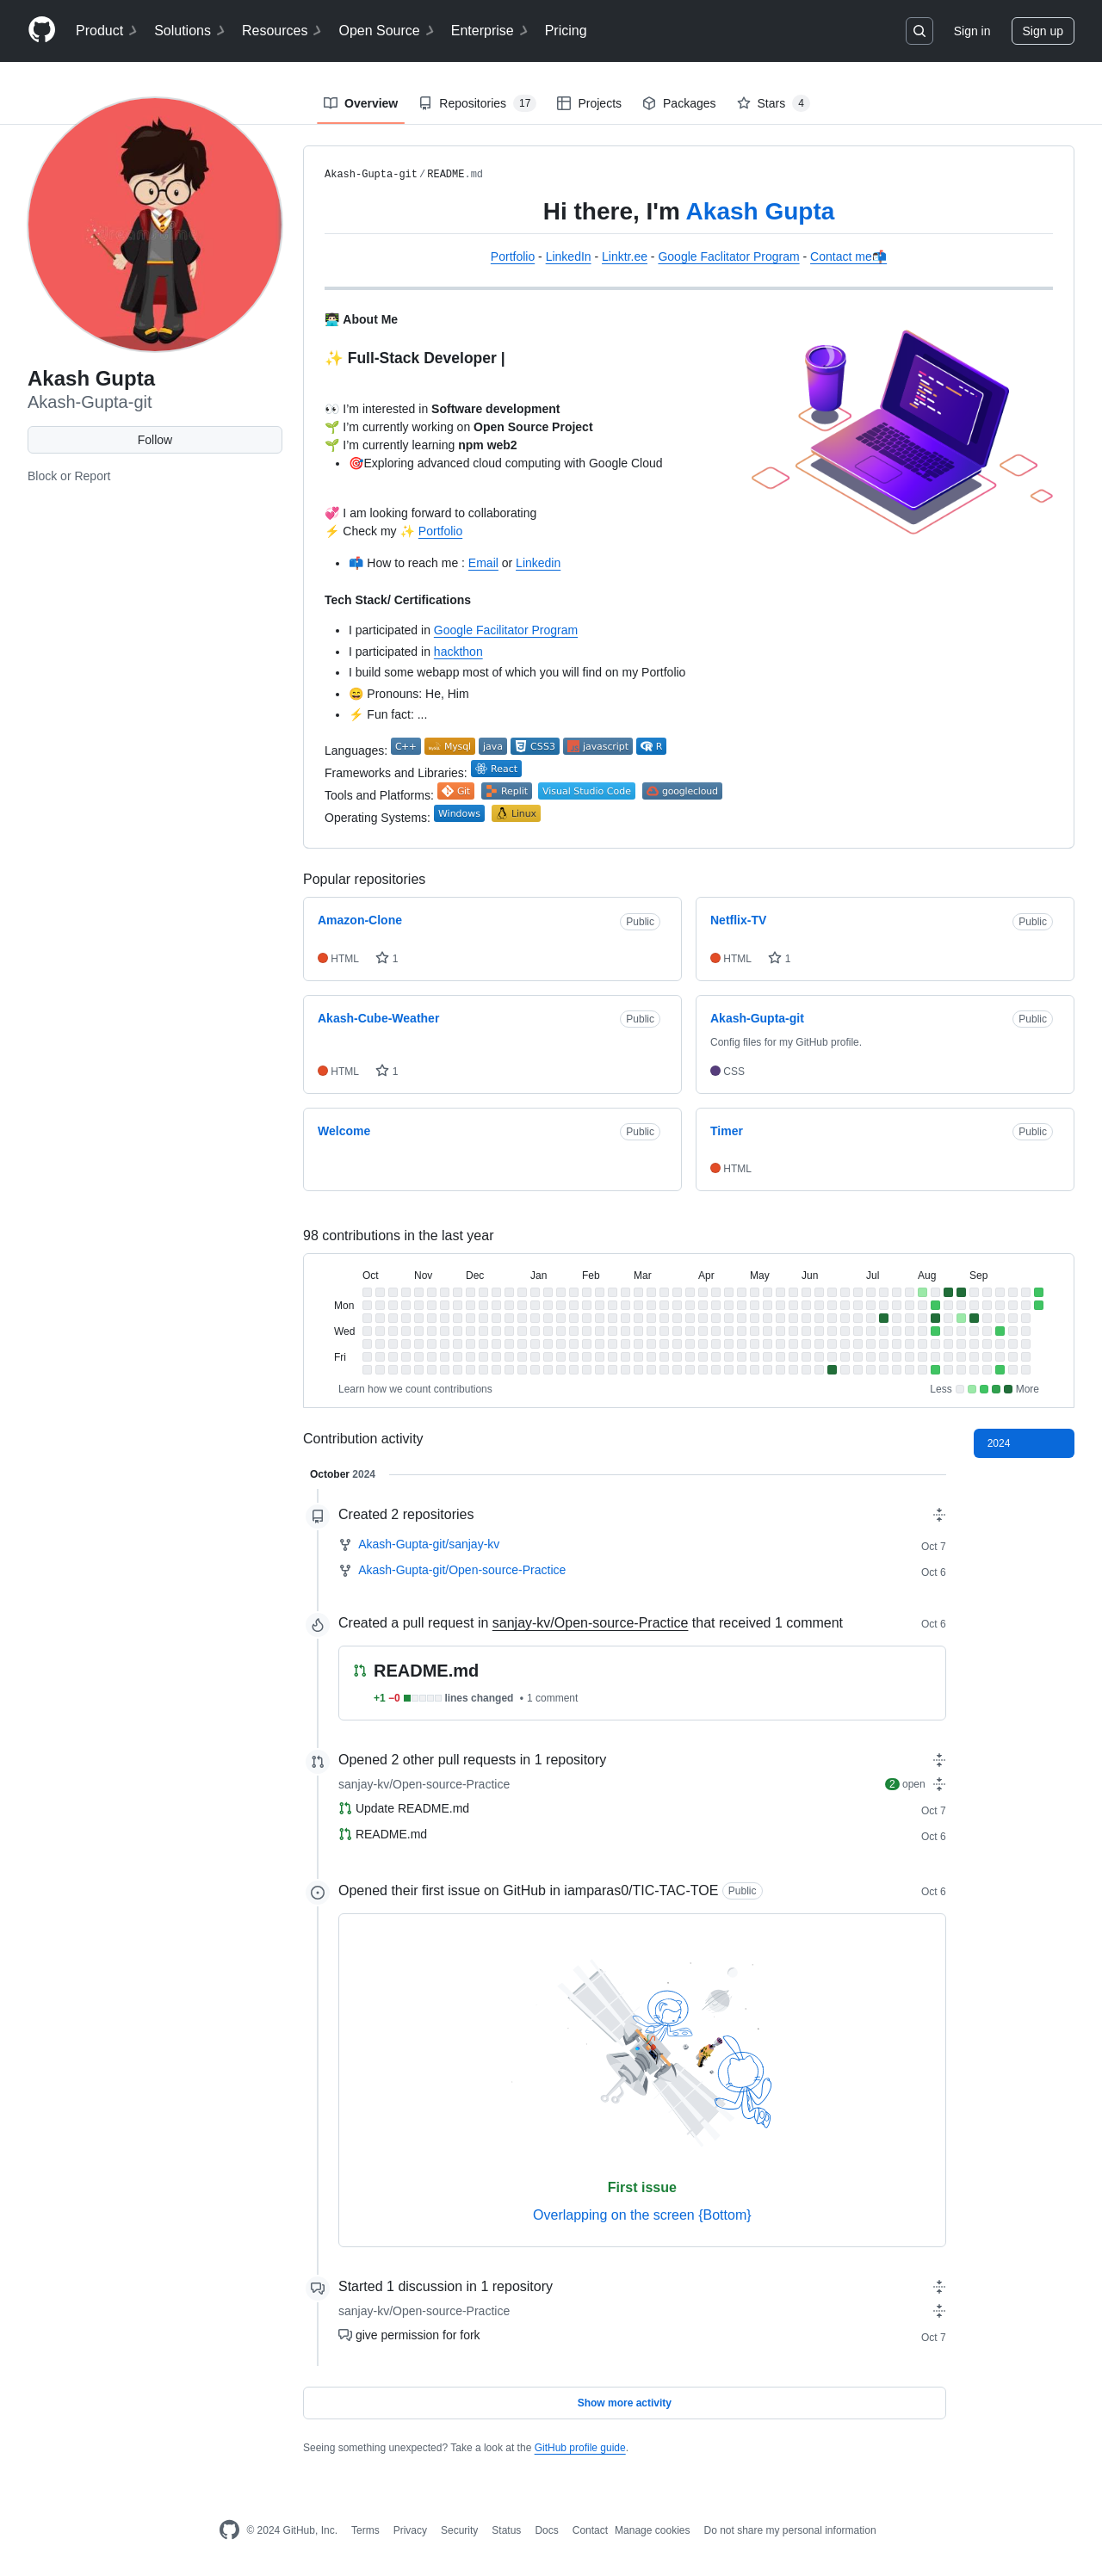 Product Solutions Resources Open Source Enterprise Pricing Sign in Sign up
Overview Repositories 17 Projects Packages Stars 4
Akash Gupta
Akash-Gupta-git
Follow
Block or Report
Akash-Gupta-git/README.md
Hi there, I'm Akash Gupta
Portfolio - LinkedIn - Linktr.ee - Google Faclitator Program - Contact me📬
👨🏻‍💻 About Me
✨ Full-Stack Developer |
👀 I'm interested in Software development
🌱 I'm currently working on Open Source Project
🌱 I'm currently learning npm web2
• 🎯Exploring advanced cloud computing with Google Cloud
💞️ I am looking forward to collaborating
⚡ Check my ✨ Portfolio
• 📫 How to reach me : Email or Linkedin
Tech Stack/ Certifications
• I participated in Google Facilitator Program
• I participated in hackthon
• I build some webapp most of which you will find on my Portfolio
• 😄 Pronouns: He, Him
• ⚡ Fun fact: ...
Languages: C++ Mysql java CSS3 javascript R
Frameworks and Libraries: React
Tools and Platforms: Git Replit Visual Studio Code googlecloud
Operating Systems: Windows Linux
Popular repositories
Amazon-Clone Public
HTML 1
Netflix-TV Public
HTML 1
Akash-Cube-Weather Public
HTML 1
Akash-Gupta-git Public
Config files for my GitHub profile.
CSS
Welcome Public
Timer Public
HTML
98 contributions in the last year
Oct Nov Dec Jan Feb Mar Apr May Jun Jul Aug Sep
Mon
Wed
Fri
Learn how we count contributions Less More
Contribution activity
2024
October 2024
Created 2 repositories
Akash-Gupta-git/sanjay-kv Oct 7
Akash-Gupta-git/Open-source-Practice Oct 6
Created a pull request in sanjay-kv/Open-source-Practice that received 1 comment Oct 6
README.md
+1 −0 lines changed • 1 comment
Opened 2 other pull requests in 1 repository
sanjay-kv/Open-source-Practice 2 open
Update README.md Oct 7
README.md Oct 6
Opened their first issue on GitHub in iamparas0/TIC-TAC-TOE Public Oct 6
First issue
Overlapping on the screen {Bottom}
Started 1 discussion in 1 repository
sanjay-kv/Open-source-Practice
give permission for fork Oct 7
Show more activity
Seeing something unexpected? Take a look at the GitHub profile guide.
© 2024 GitHub, Inc. Terms Privacy Security Status Docs Contact Manage cookies Do not share my personal information